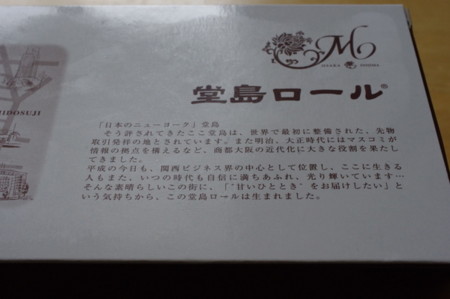 M
堂島ロール®
「日本のニューヨーク」堂島
そう評されてきたここ堂島は、世界で最初に整備された、先物
取引発祥の地とされています。また明治、大正時代にはマスコミが
情報の拠点を構えるなど、商都大阪の近代化に大きな役割を果たし
てきました。
平成の今日も、関西ビジネス界の中心として位置し、ここに生きる
人もまた、いつの時代も自信に満ちあふれ、光り輝いています…
そんな素晴らしいこの街に、「“甘いひととき”をお届けしたい」と
いう気持ちから、この堂島ロールは生まれました。